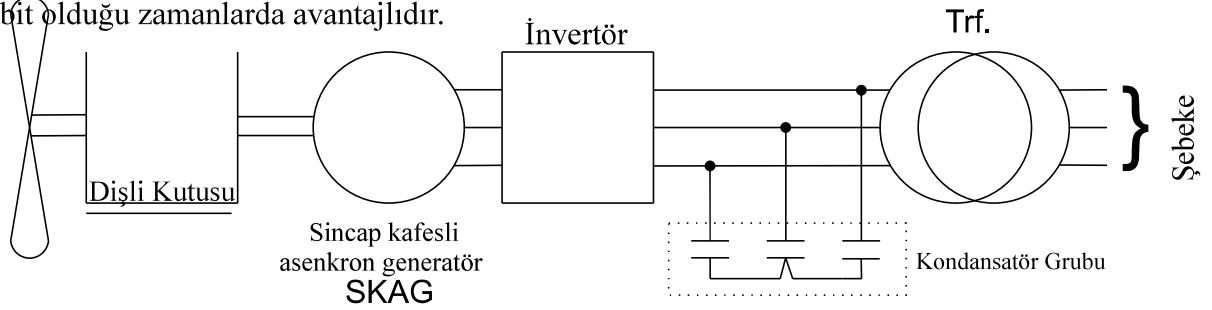 bit olduğu zamanlarda avantajlıdır.
Trf.
İnvertör
Şebeke
Dişli Kutusu
Sincap kafesli
asenkron generatör
SKAG
Kondansatör Grubu